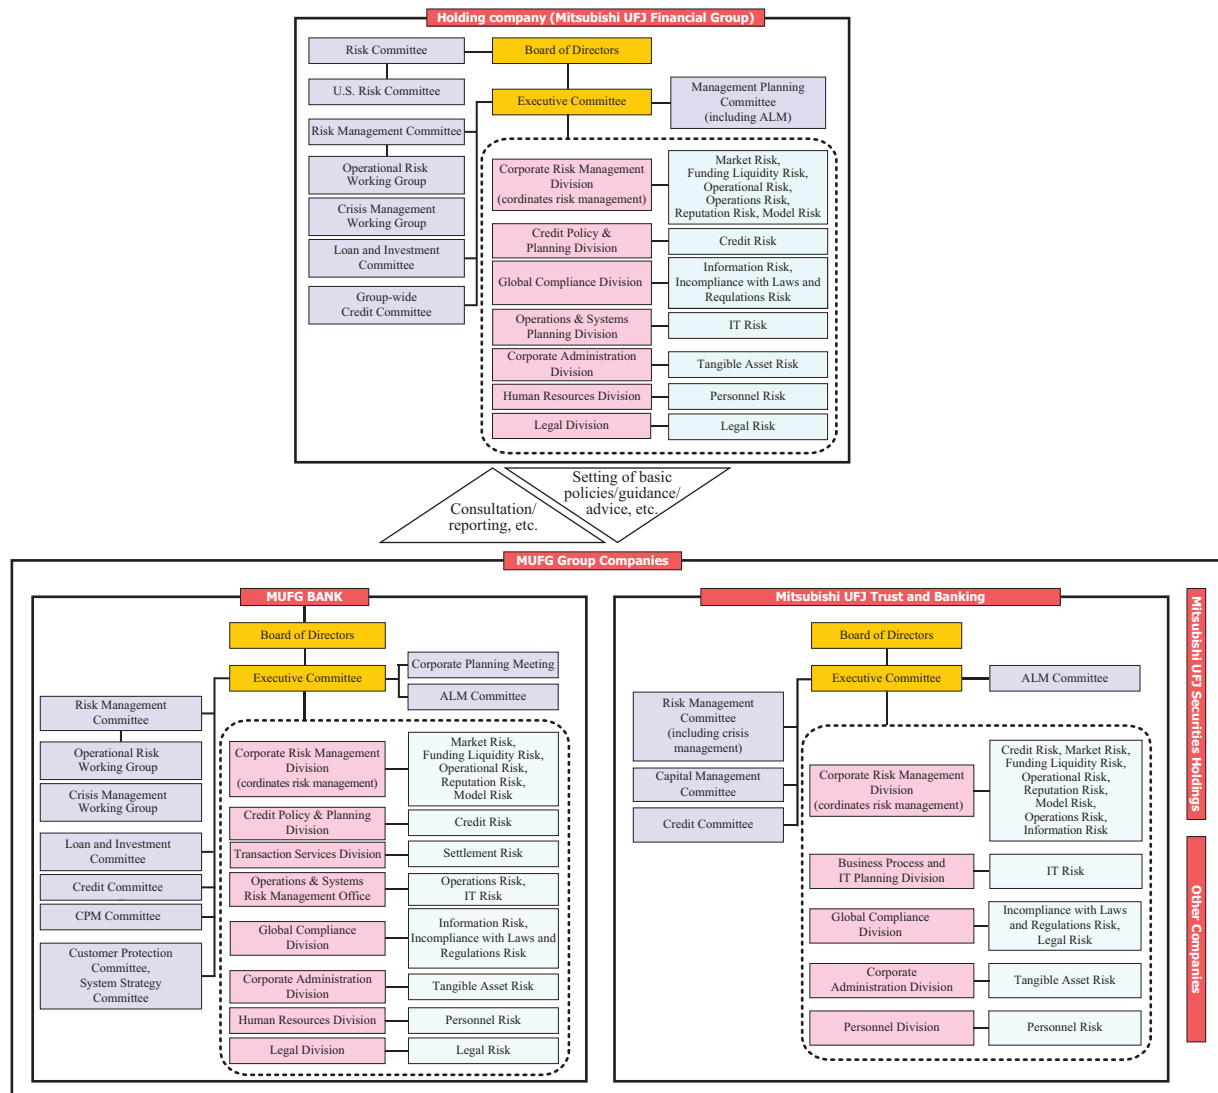 Holding company (Mitsubishi UFJ Financial Group)
Risk Committee
Board of Directors
U.S. Risk Committee
Executive Committee
Management Planning
Committee
(including ALM)
Risk Management Committee
Operational Risk
Working Group
Crisis Management
Working Group
Loan and Investment
Committee
Group-wide
Credit Committee
Corporate Risk Management
Division
(cordinates risk management)
Market Risk,
Funding Liquidity Risk,
Operational Risk,
Operations Risk,
Reputation Risk, Model Risk
Credit Policy &
Planning Division
Credit Risk
Global Compliance Division
Information Risk,
Incompliance with Laws and
Requlations Risk
Operations & Systems
Planning Division
IT Risk
Corporate Administration
Division
Tangible Asset Risk
Human Resources Division
Personnel Risk
Legal Division
Legal Risk
Consultation/
reporting, etc.
Setting of basic
policies/guidance/
advice, etc.
MUFG Group Companies
MUFG BANK
Board of Directors
Executive Committee
Corporate Planning Meeting
ALM Committee
Risk Management
Committee
Operational Risk
Working Group
Crisis Management
Working Group
Loan and Investment
Committee
Credit Committee
CPM Committee
Customer Protection
Committee,
System Strategy
Committee
Corporate Risk Management
Division
(cordinates risk management)
Market Risk,
Funding Liquidity Risk,
Operational Risk,
Reputation Risk,
Model Risk
Credit Policy & Planning
Division
Credit Risk
Transaction Services Division
Settlement Risk
Operations & Systems
Risk Management Office
Operations Risk,
IT Risk
Global Compliance
Division
Information Risk,
Incompliance with Laws and
Regulations Risk
Corporate Administration
Division
Tangible Asset Risk
Human Resources Division
Personnel Risk
Legal Division
Legal Risk
Mitsubishi UFJ Trust and Banking
Board of Directors
Executive Committee
ALM Committee
Risk Management
Committee
(including crisis
management)
Capital Management
Committee
Credit Committee
Corporate Risk Management
Division
(cordinates risk management)
Credit Risk, Market Risk,
Funding Liquidity Risk,
Operational Risk,
Reputation Risk,
Model Risk,
Operations Risk,
Information Risk
Business Process and
IT Planning Division
IT Risk
Global Compliance
Division
Incompliance with Laws
and Regulations Risk,
Legal Risk
Corporate
Administration Division
Tangible Asset Risk
Personnel Division
Personnel Risk
Mitsubishi UFJ Securities Holdings
Other Companies